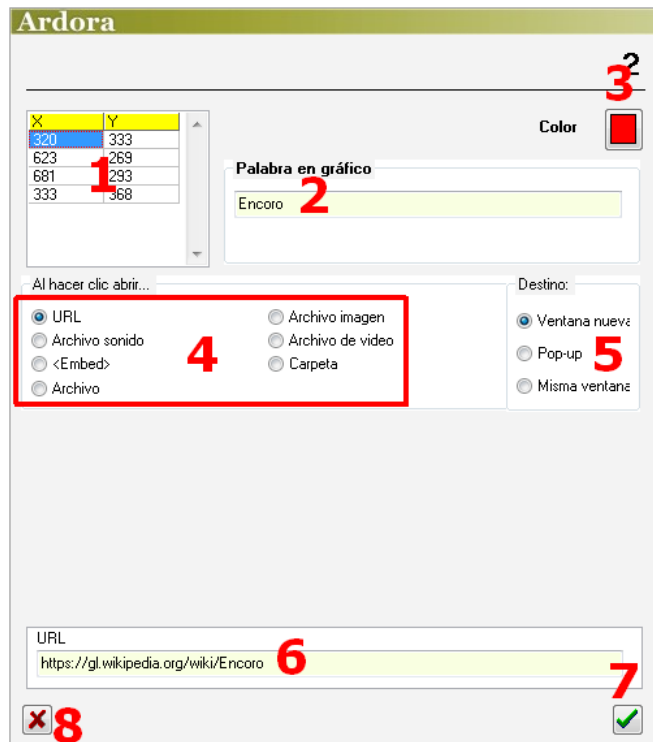 Ardora
?
3
Color
X Y
320 333
623 269
681 293
333 368
1
Palabra en gráfico
Encoro
2
Al hacer clic abrir...
URL
Archivo sonido
<Embed>
Archivo
Archivo imagen
Archivo de video
Carpeta
4
Destino:
Ventana nueva
Pop-up
Misma ventana
5
URL
https://gl.wikipedia.org/wiki/Encoro
6
7
8